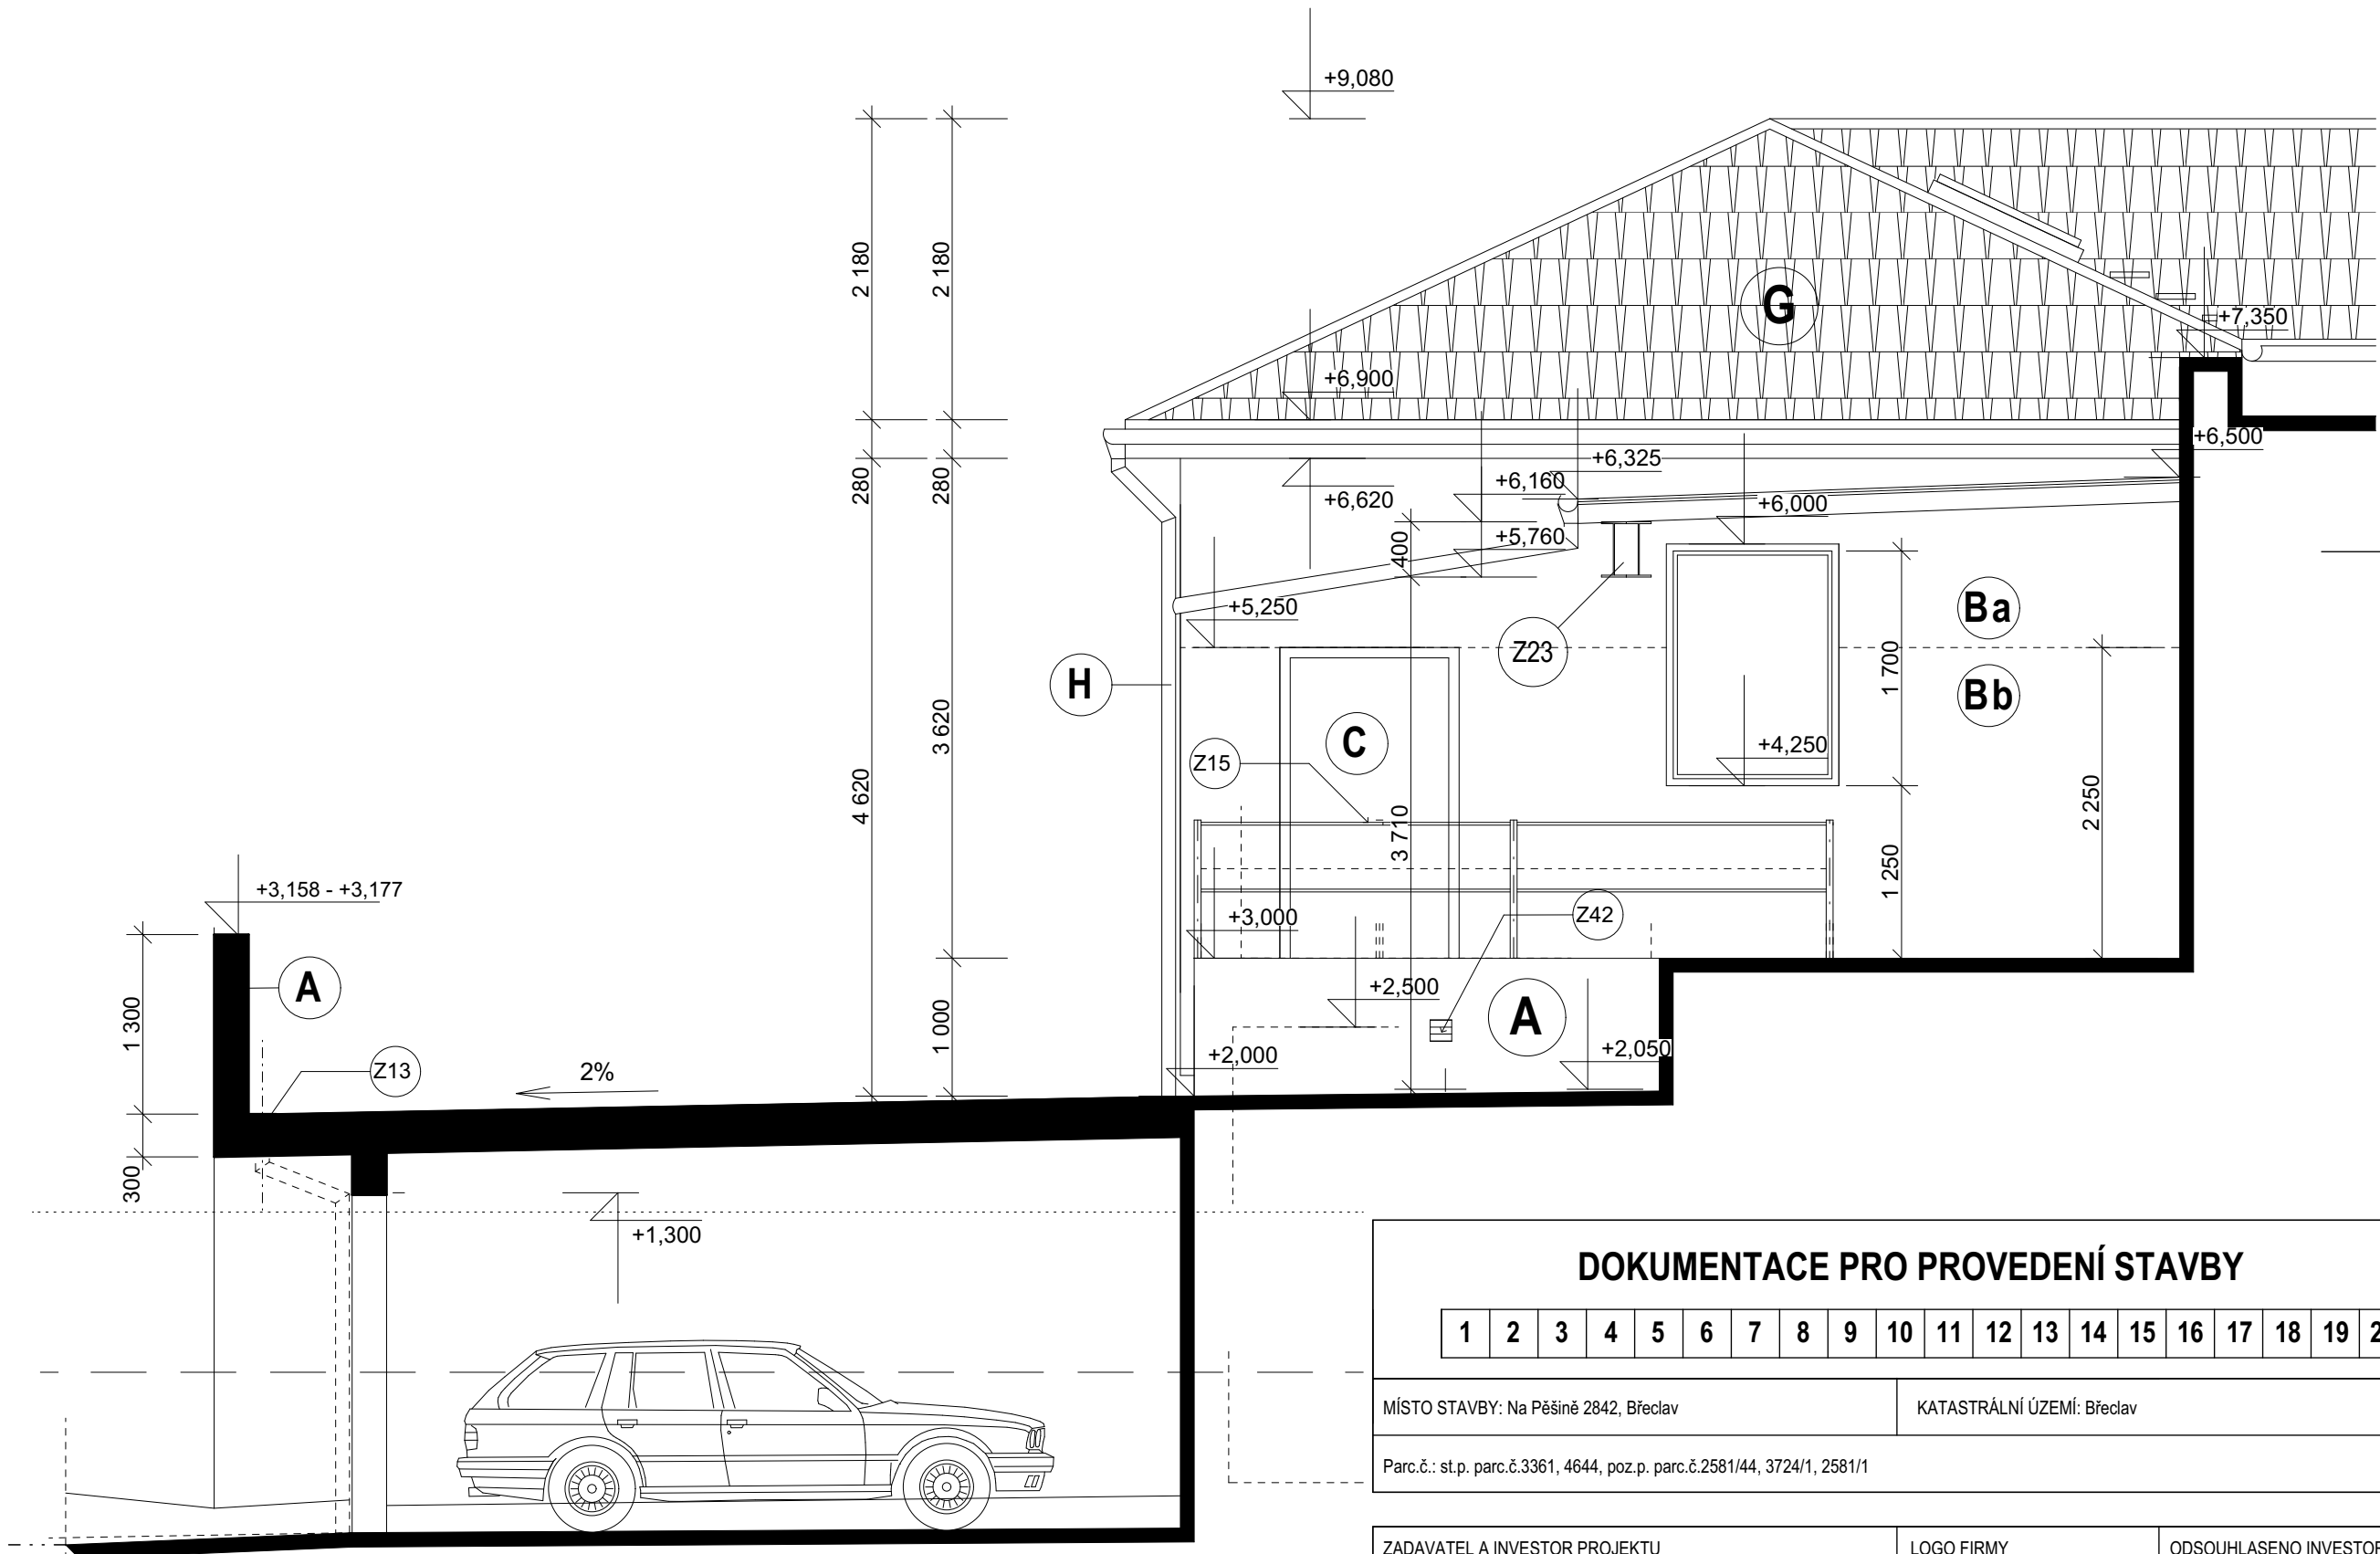 +9,080
2 180
2 180
G
+7,350
+6,900
+6,500
+6,325
+6,160
280
280
+6,620
+6,000
400
+5,760
Ba
+5,250
Z23
H
1 700
Bb
3 620
C
+4,250
Z15
4 620
2 250
3 710
1 250
+3,158 - +3,177
+3,000
Z42
A
+2,500
A
1 300
1 000
+2,000
+2,050
Z13
2%
300
+1,300
DOKUMENTACE PRO PROVEDENÍ STAVBY
1 2 3 4 5 6 7 8 9 10 11 12 13 14 15 16 17 18 19 2
MÍSTO STAVBY: Na Pěšině 2842, Břeclav
KATASTRÁLNÍ ÚZEMÍ: Břeclav
Parc.č.: st.p. parc.č.3361, 4644, poz.p. parc.č.2581/44, 3724/1, 2581/1
ZADAVATEL A INVESTOR PROJEKTU
LOGO FIRMY
ODSOUHLASENO INVESTOR